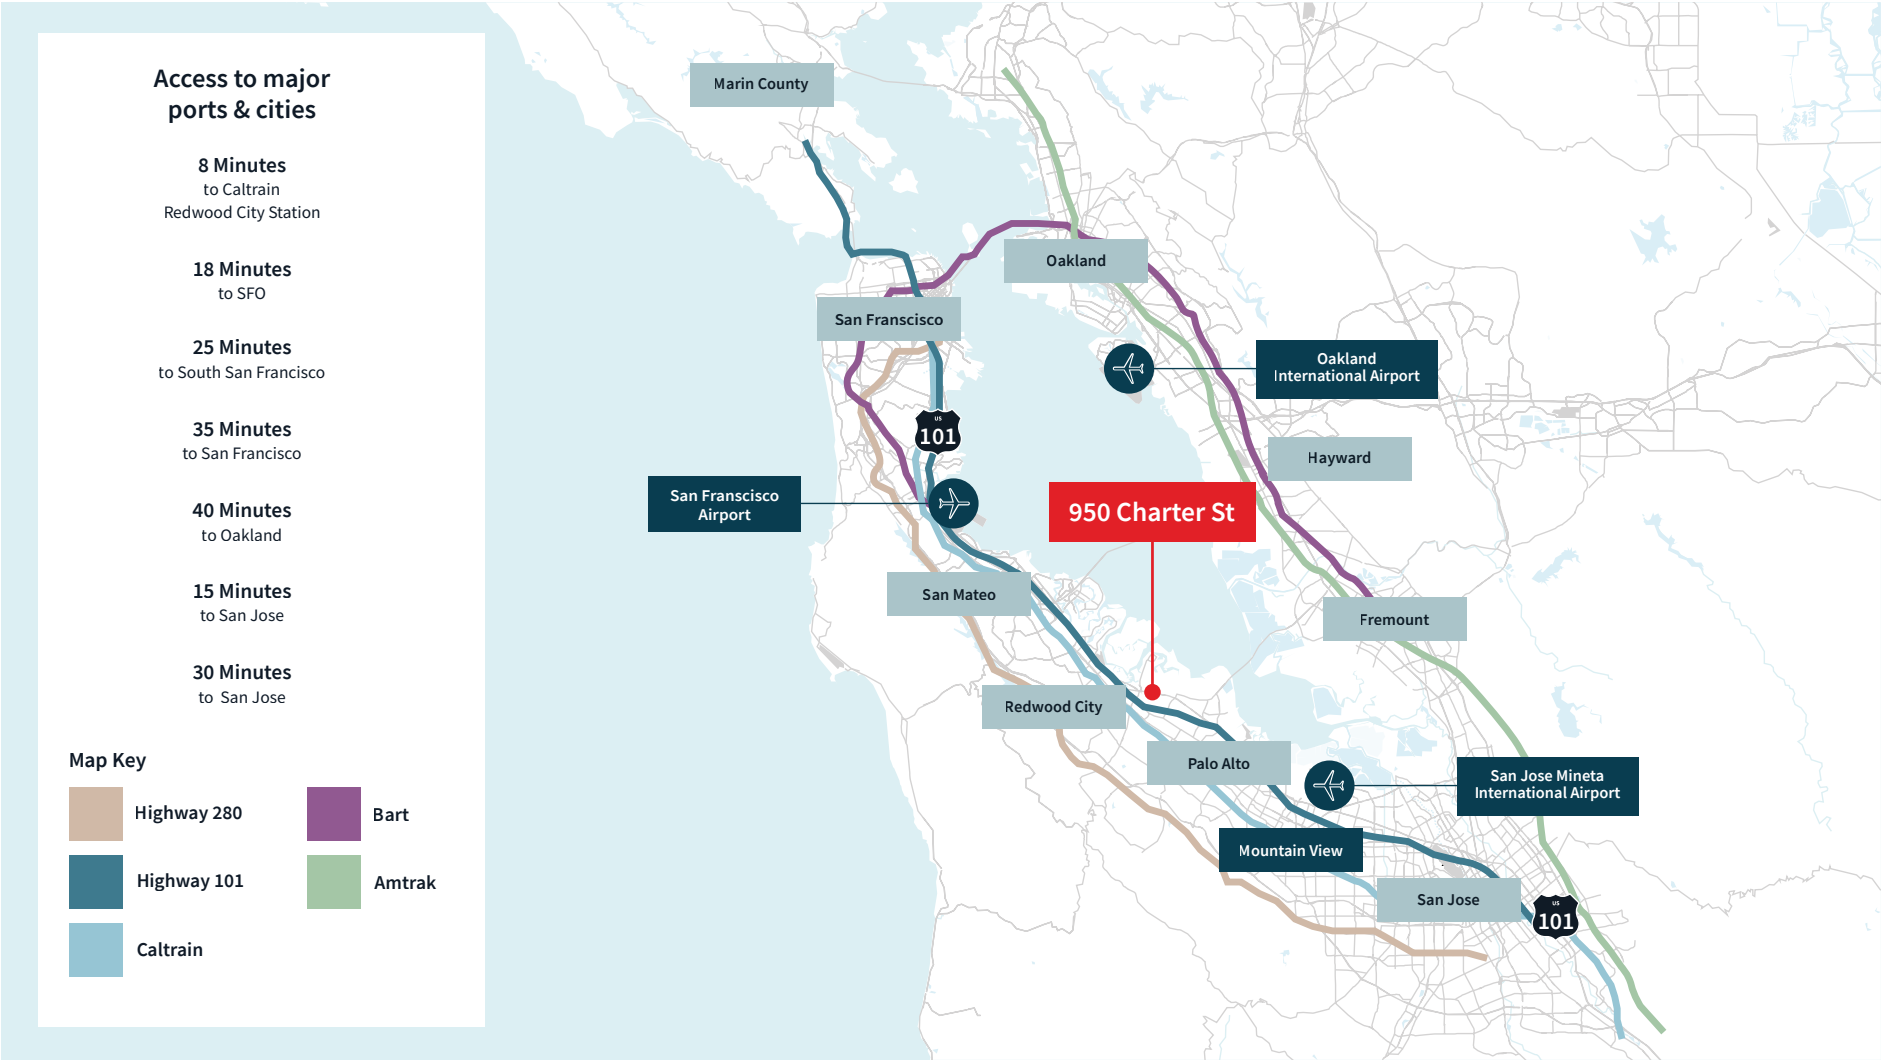 Access to major
ports & cities
8 Minutes
to Caltrain
Redwood City Station
18 Minutes
to SFO
25 Minutes
to South San Francisco
35 Minutes
to San Francisco
40 Minutes
to Oakland
15 Minutes
to San Jose
30 Minutes
to San Jose
Map Key
Highway 280
Bart
Highway 101
Amtrak
Caltrain
Marin County
Oakland
San Franscisco
Oakland
International Airport
US
101
Hayward
San Franscisco
Airport
950 Charter St
San Mateo
Fremount
Redwood City
Palo Alto
San Jose Mineta
International Airport
Mountain View
San Jose
US
101